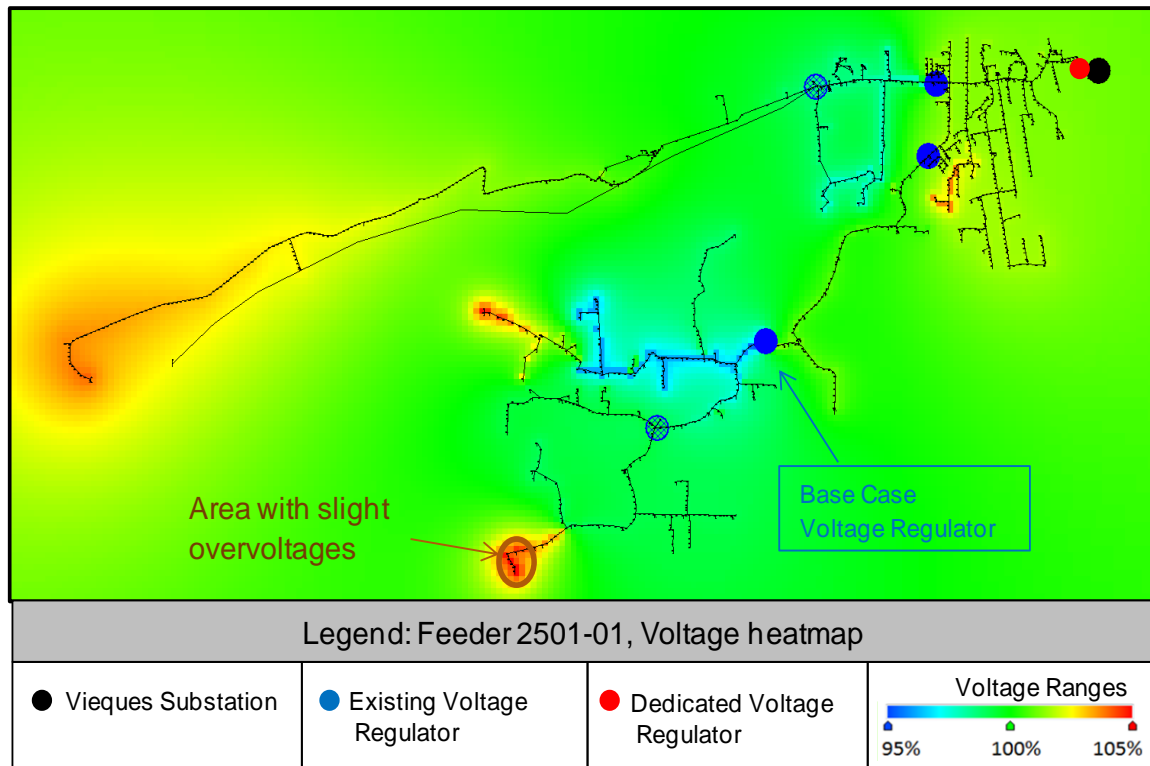 Base Case
Voltage Regulator
Area with slight
overvoltages
Legend: Feeder 2501-01, Voltage heatmap
Vieques Substation
Existing Voltage
Regulator
Dedicated Voltage
Regulator
Voltage Ranges
95%
100%
105%